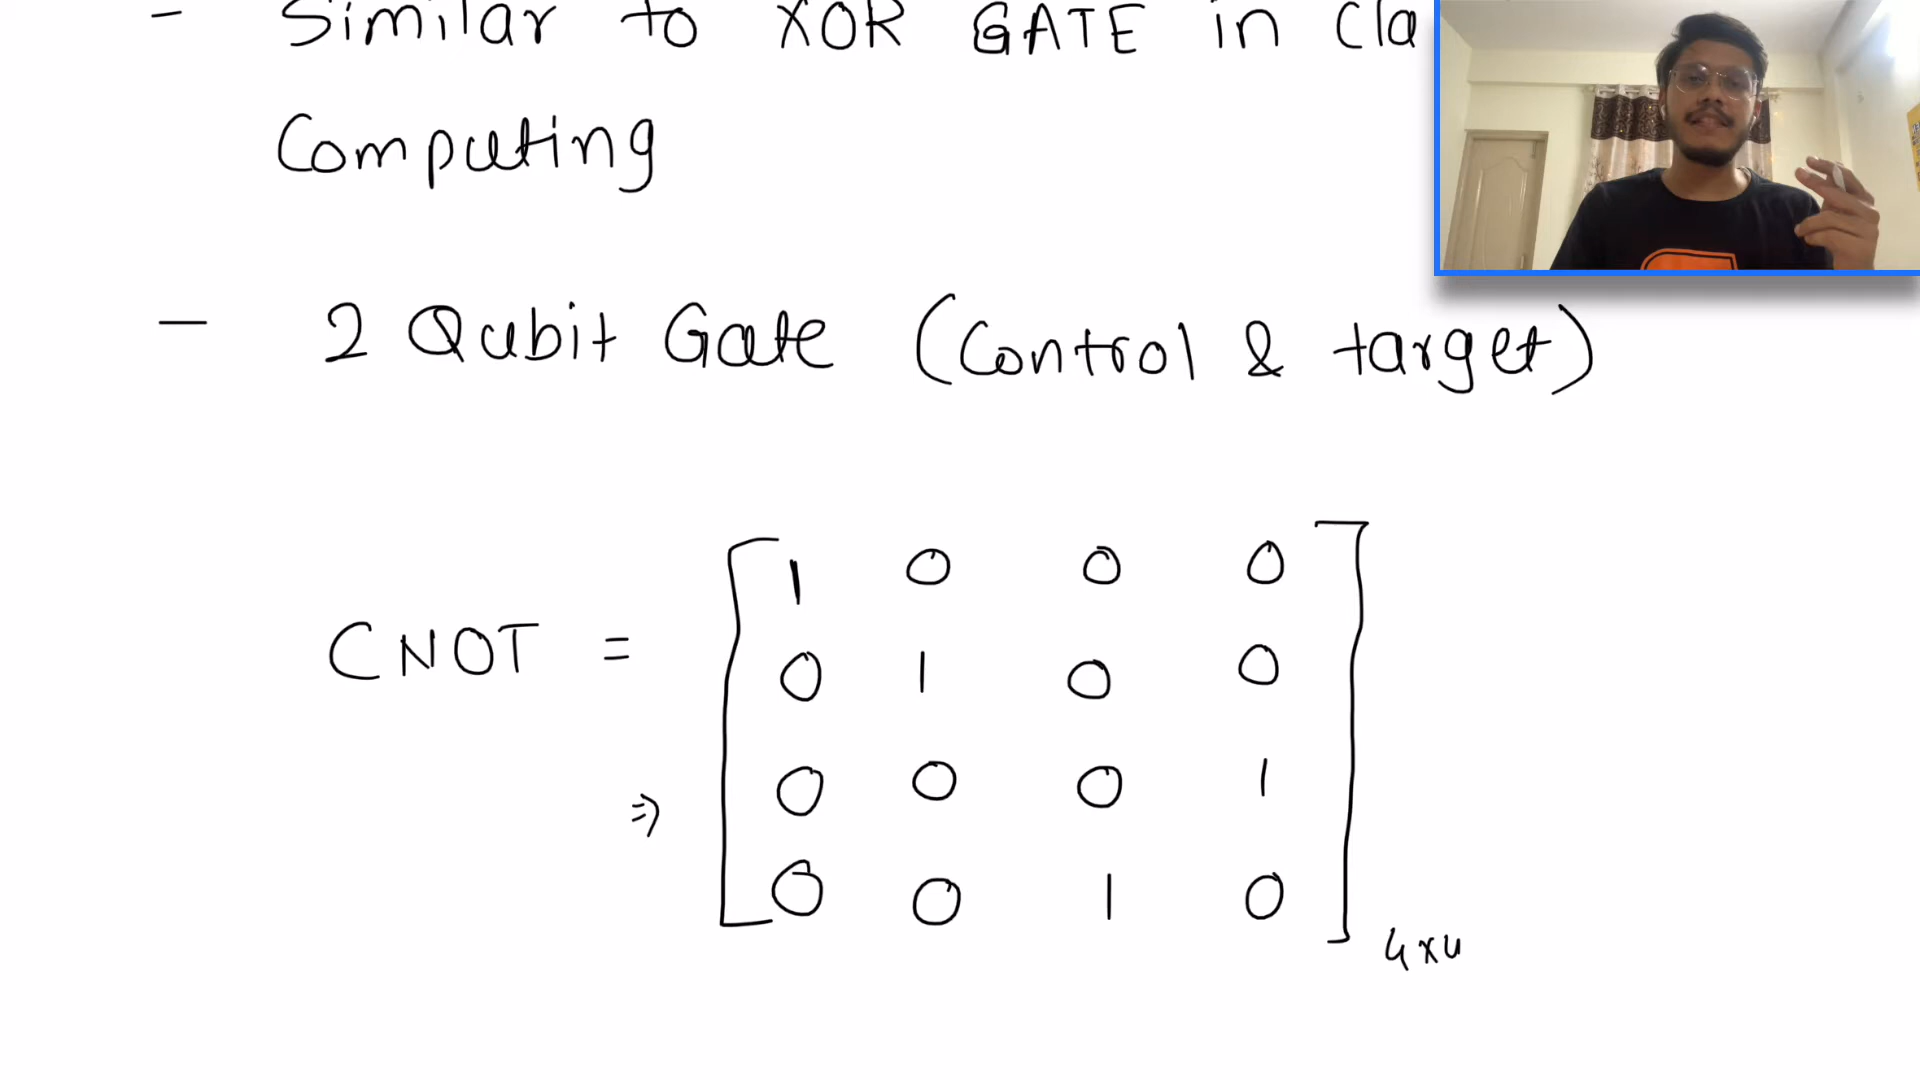 - Similar to XOR GATE in Cla
Computing
- 2 Qubit Gate (Control & target)
CNOT = 
1 0 0 0
0 1 0 0
⇒ 0 0 0 1
0 0 1 0
4x4